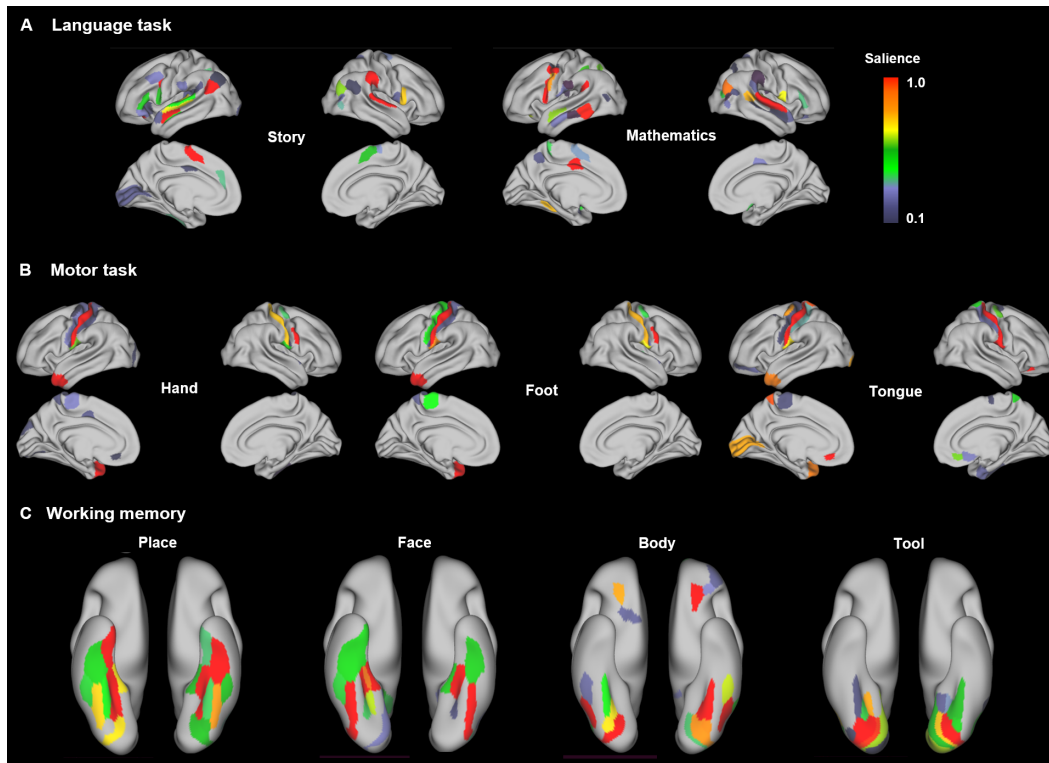 A Language task
Salience
1.0
Story
Mathematics
0.1
B Motor task
Hand
Foot
Tongue
C Working memory
Place
Face
Body
Tool